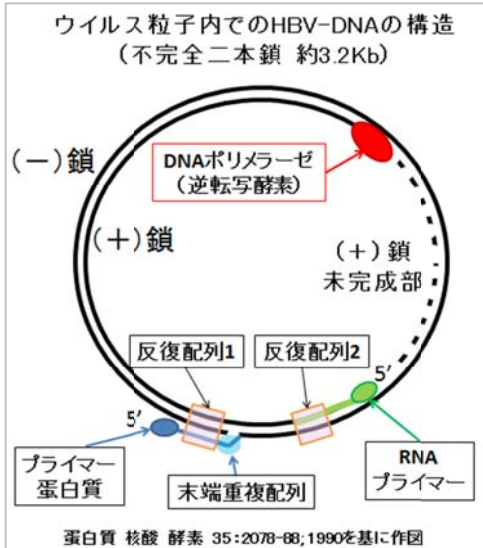 ウイルス粒子内でのHBV-DNAの構造
(不完全二本鎖 約3.2Kb)
DNAポリメラーゼ
(逆転写酵素)
(-)鎖
(+)鎖
(+)鎖
未完成部
反復配列1
反復配列2
5′
5′
プライマー
蛋白質
末端重複配列
RNA
プライマー
蛋白質 核酸 酵素 35:2078-88;1990を基に作図